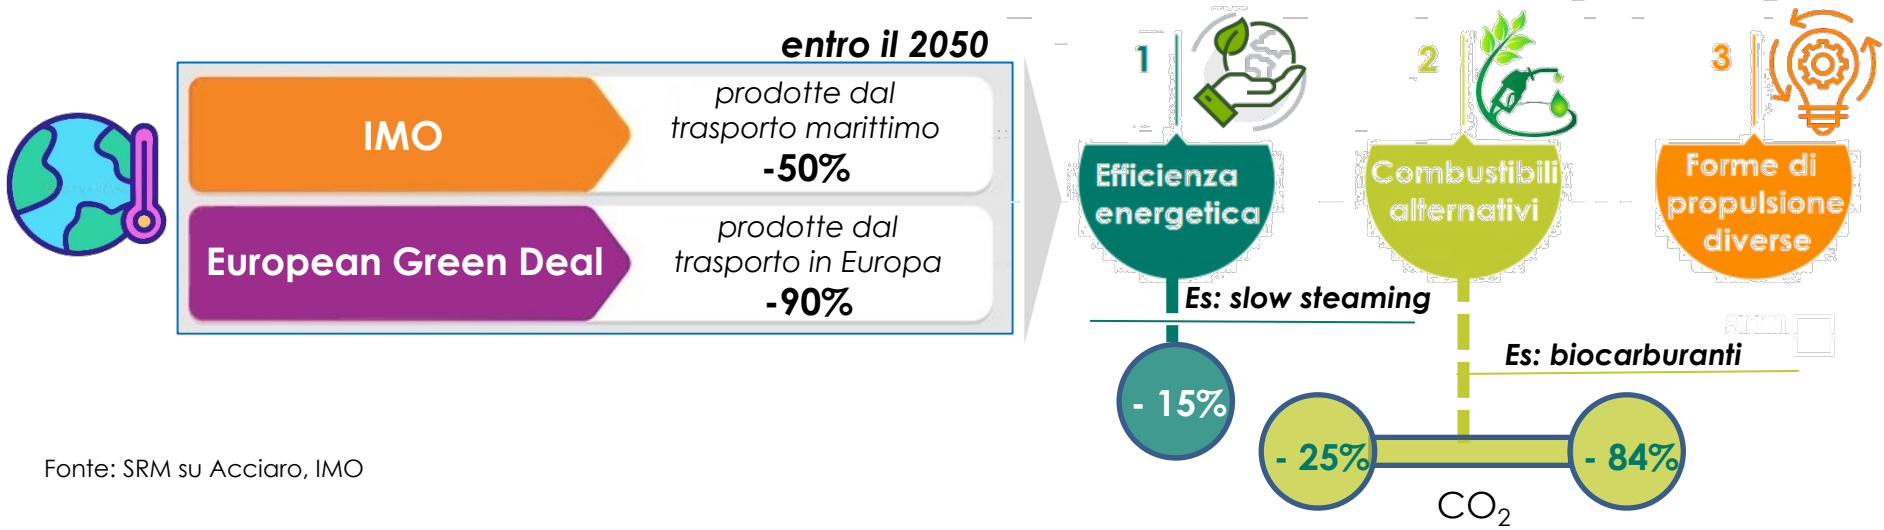 entro il 2050
IMO
prodotte dal
trasporto marittimo
-50%
European Green Deal
prodotte dal
trasporto in Europa
-90%
1
Efficienza
energetica
Es: slow steaming
- 15%
2
Combustibili
alternativi
Es: biocarburanti
- 25%
- 84%
CO₂
3
Forme di
propulsione
diverse
srm
Fonte: SRM su Acciaro, IMO